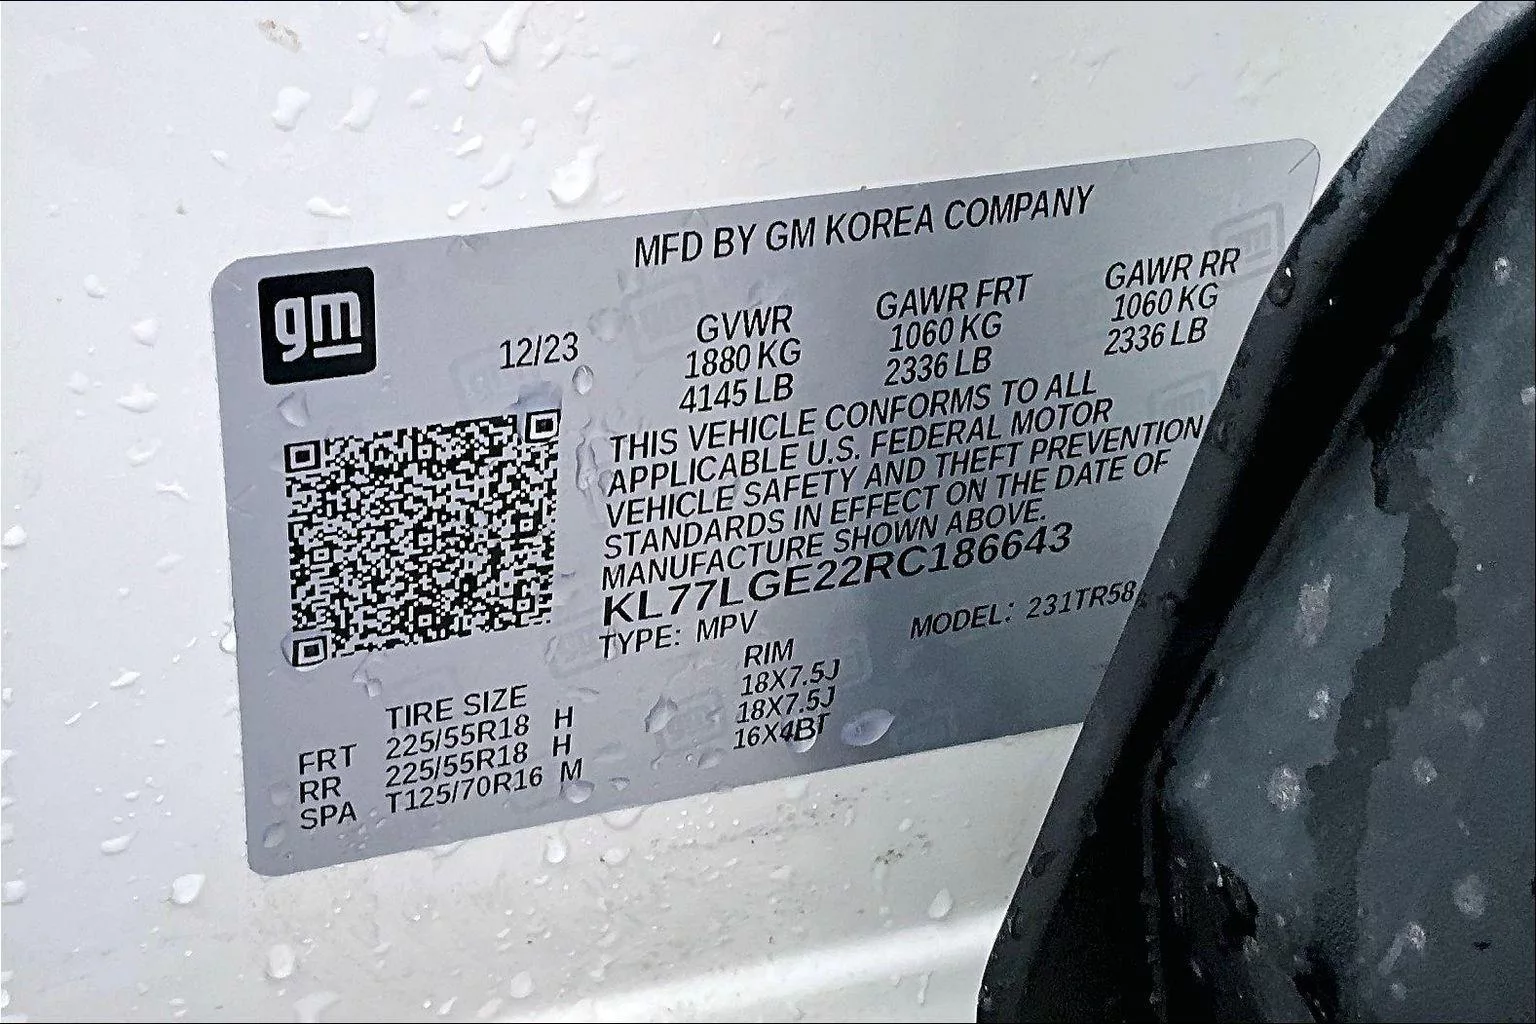 gm
MFD BY GM KOREA COMPANY
12/23
GVWR
1880 KG
4145 LB
GAWR FRT
1060 KG
2336 LB
GAWR RR
1060 KG
2336 LB
THIS VEHICLE CONFORMS TO ALL
APPLICABLE U.S. FEDERAL MOTOR
VEHICLE SAFETY AND THEFT PREVENTION
STANDARDS IN EFFECT ON THE DATE OF
MANUFACTURE SHOWN ABOVE.
KL77LGE22RC186643
TYPE: MPV
MODEL: 231TR58
TIRE SIZE
RIM
FRT 225/55R18 H 18X7.5J
RR 225/55R18 H 18X7.5J
SPA T125/70R16 M 16X4BT